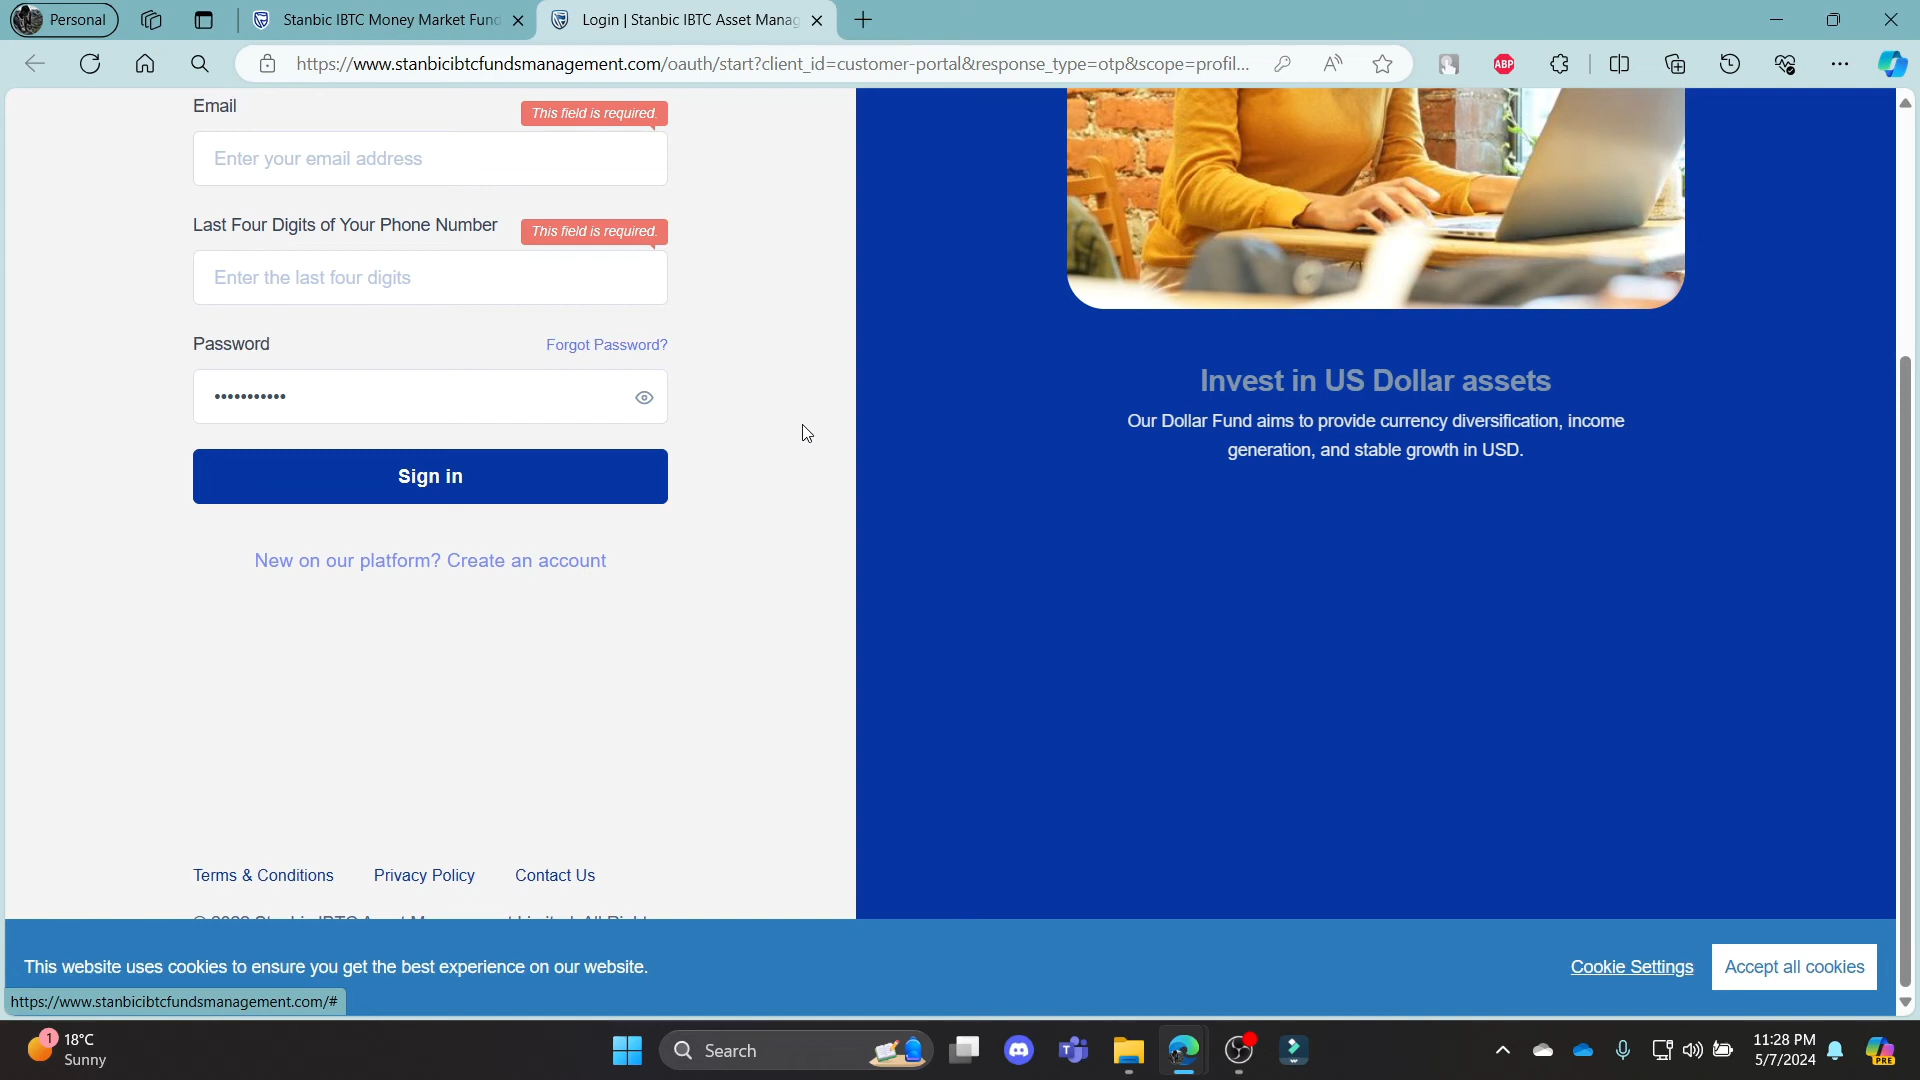 Personal
Stanbic IBTC Money Market Fun
Login | Stanbic IBTC Asset Manag
https://www.stanbicibtcfundsmanagement.com/oauth/start?client_id=customer-portal&response_type=otp&scope=profil...
ABP
Email
This field is required.
Enter your email address
Last Four Digits of Your Phone Number
This field is required.
Enter the last four digits
Password
Forgot Password?
•••••••••••
Sign in
New on our platform? Create an account
Invest in US Dollar assets
Our Dollar Fund aims to provide currency diversification, income
generation, and stable growth in USD.
Terms & Conditions
Privacy Policy
Contact Us
This website uses cookies to ensure you get the best experience on our website.
Cookie Settings
Accept all cookies
https://www.stanbicibtcfundsmanagement.com/#
1
18°C
Sunny
Search
11:28 PM
5/7/2024
PRE